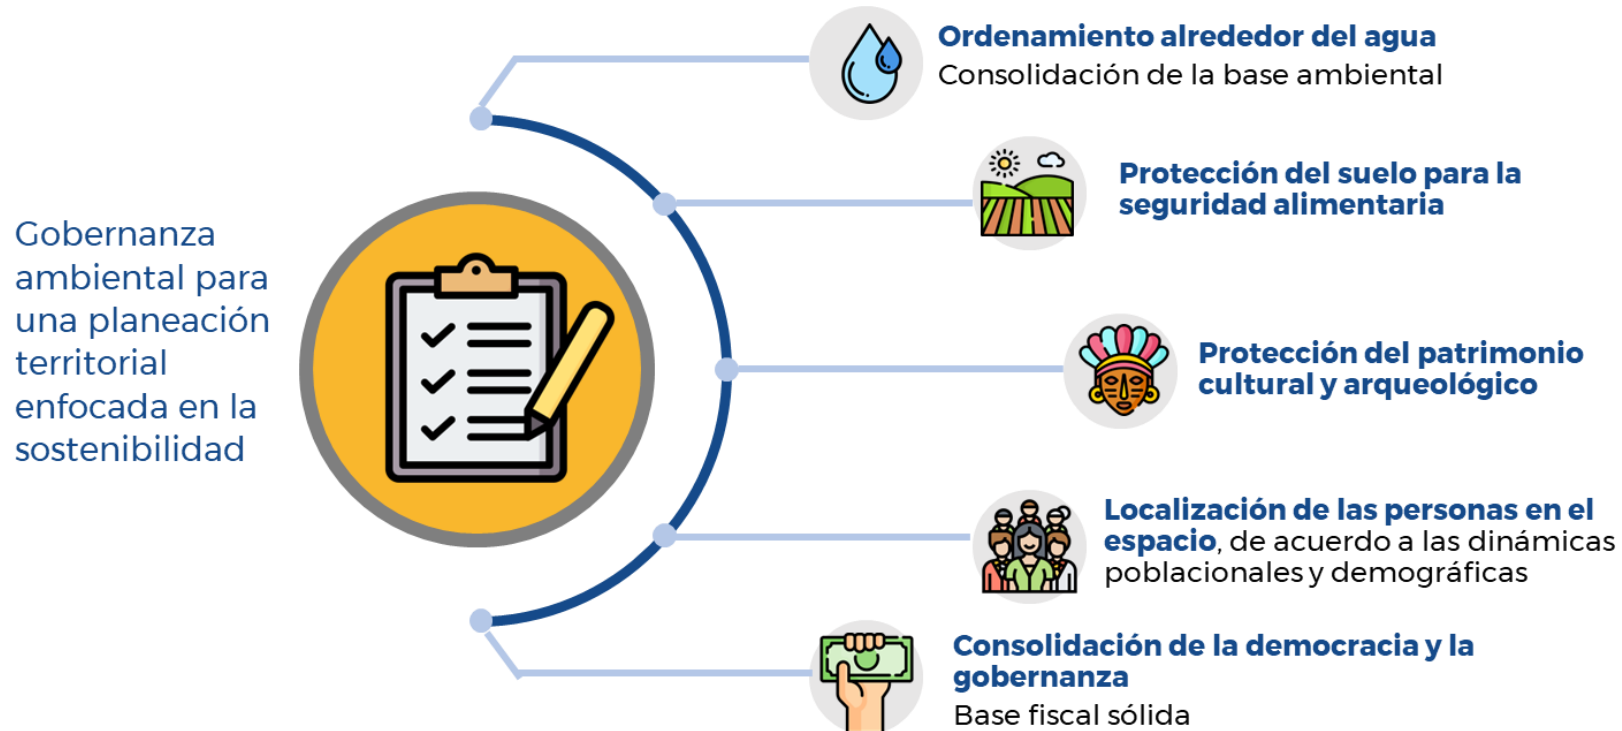 Gobernanza
ambiental para
una planeación
territorial
enfocada en la
sostenibilidad
Ordenamiento alrededor del agua
Consolidación de la base ambiental
Protección del suelo para la
seguridad alimentaria
Protección del patrimonio
cultural y arqueológico
Localización de las personas en el
espacio, de acuerdo a las dinámicas
poblacionales y demográficas
Consolidación de la democracia y la
gobernanza
Base fiscal sólida